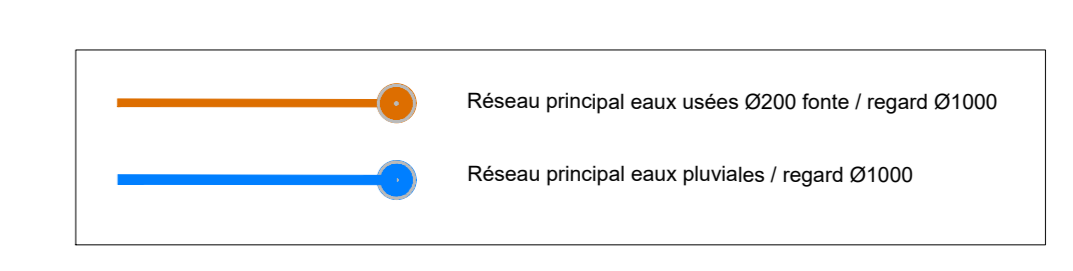 Réseau principal eaux usées Ø200 fonte / regard Ø1000
Réseau principal eaux pluviales / regard Ø1000